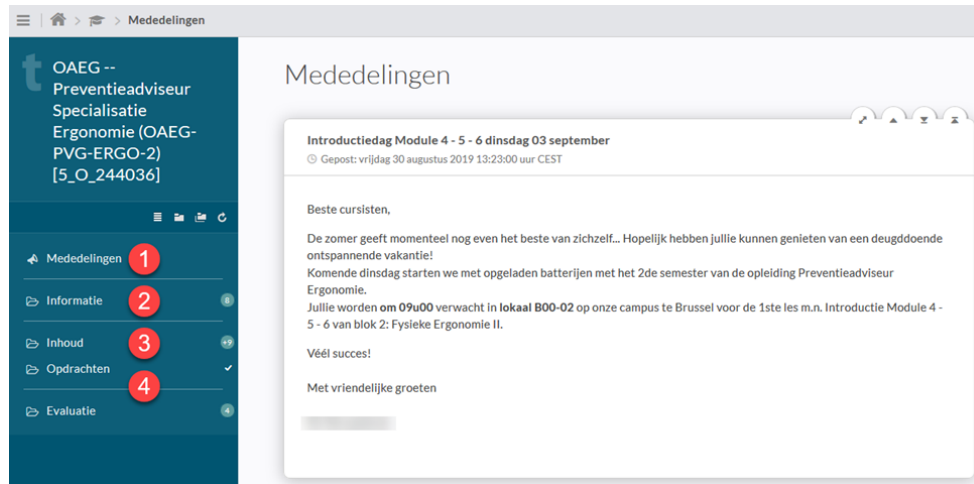 Mededelingen
t
OAEG --
Preventieadviseur
Specialisatie
Ergonomie (OAEG-
PVG-ERGO-2)
[5_O_244036]
Mededelingen 1
Informatie 2 8
Inhoud 3 +9
Opdrachten
4
Evaluatie 4
Mededelingen
Introductiedag Module 4 - 5 - 6 dinsdag 03 september
Gepost: vrijdag 30 augustus 2019 13:23:00 uur CEST
Beste cursisten,
De zomer geeft momenteel nog even het beste van zichzelf... Hopelijk hebben jullie kunnen genieten van een deugddoende
ontspannende vakantie!
Komende dinsdag starten we met opgeladen batterijen met het 2de semester van de opleiding Preventieadviseur
Ergonomie.
Jullie worden om 09u00 verwacht in lokaal B00-02 op onze campus te Brussel voor de 1ste les m.n. Introductie Module 4 -
5 - 6 van blok 2: Fysieke Ergonomie II.
Véél succes!
Met vriendelijke groeten